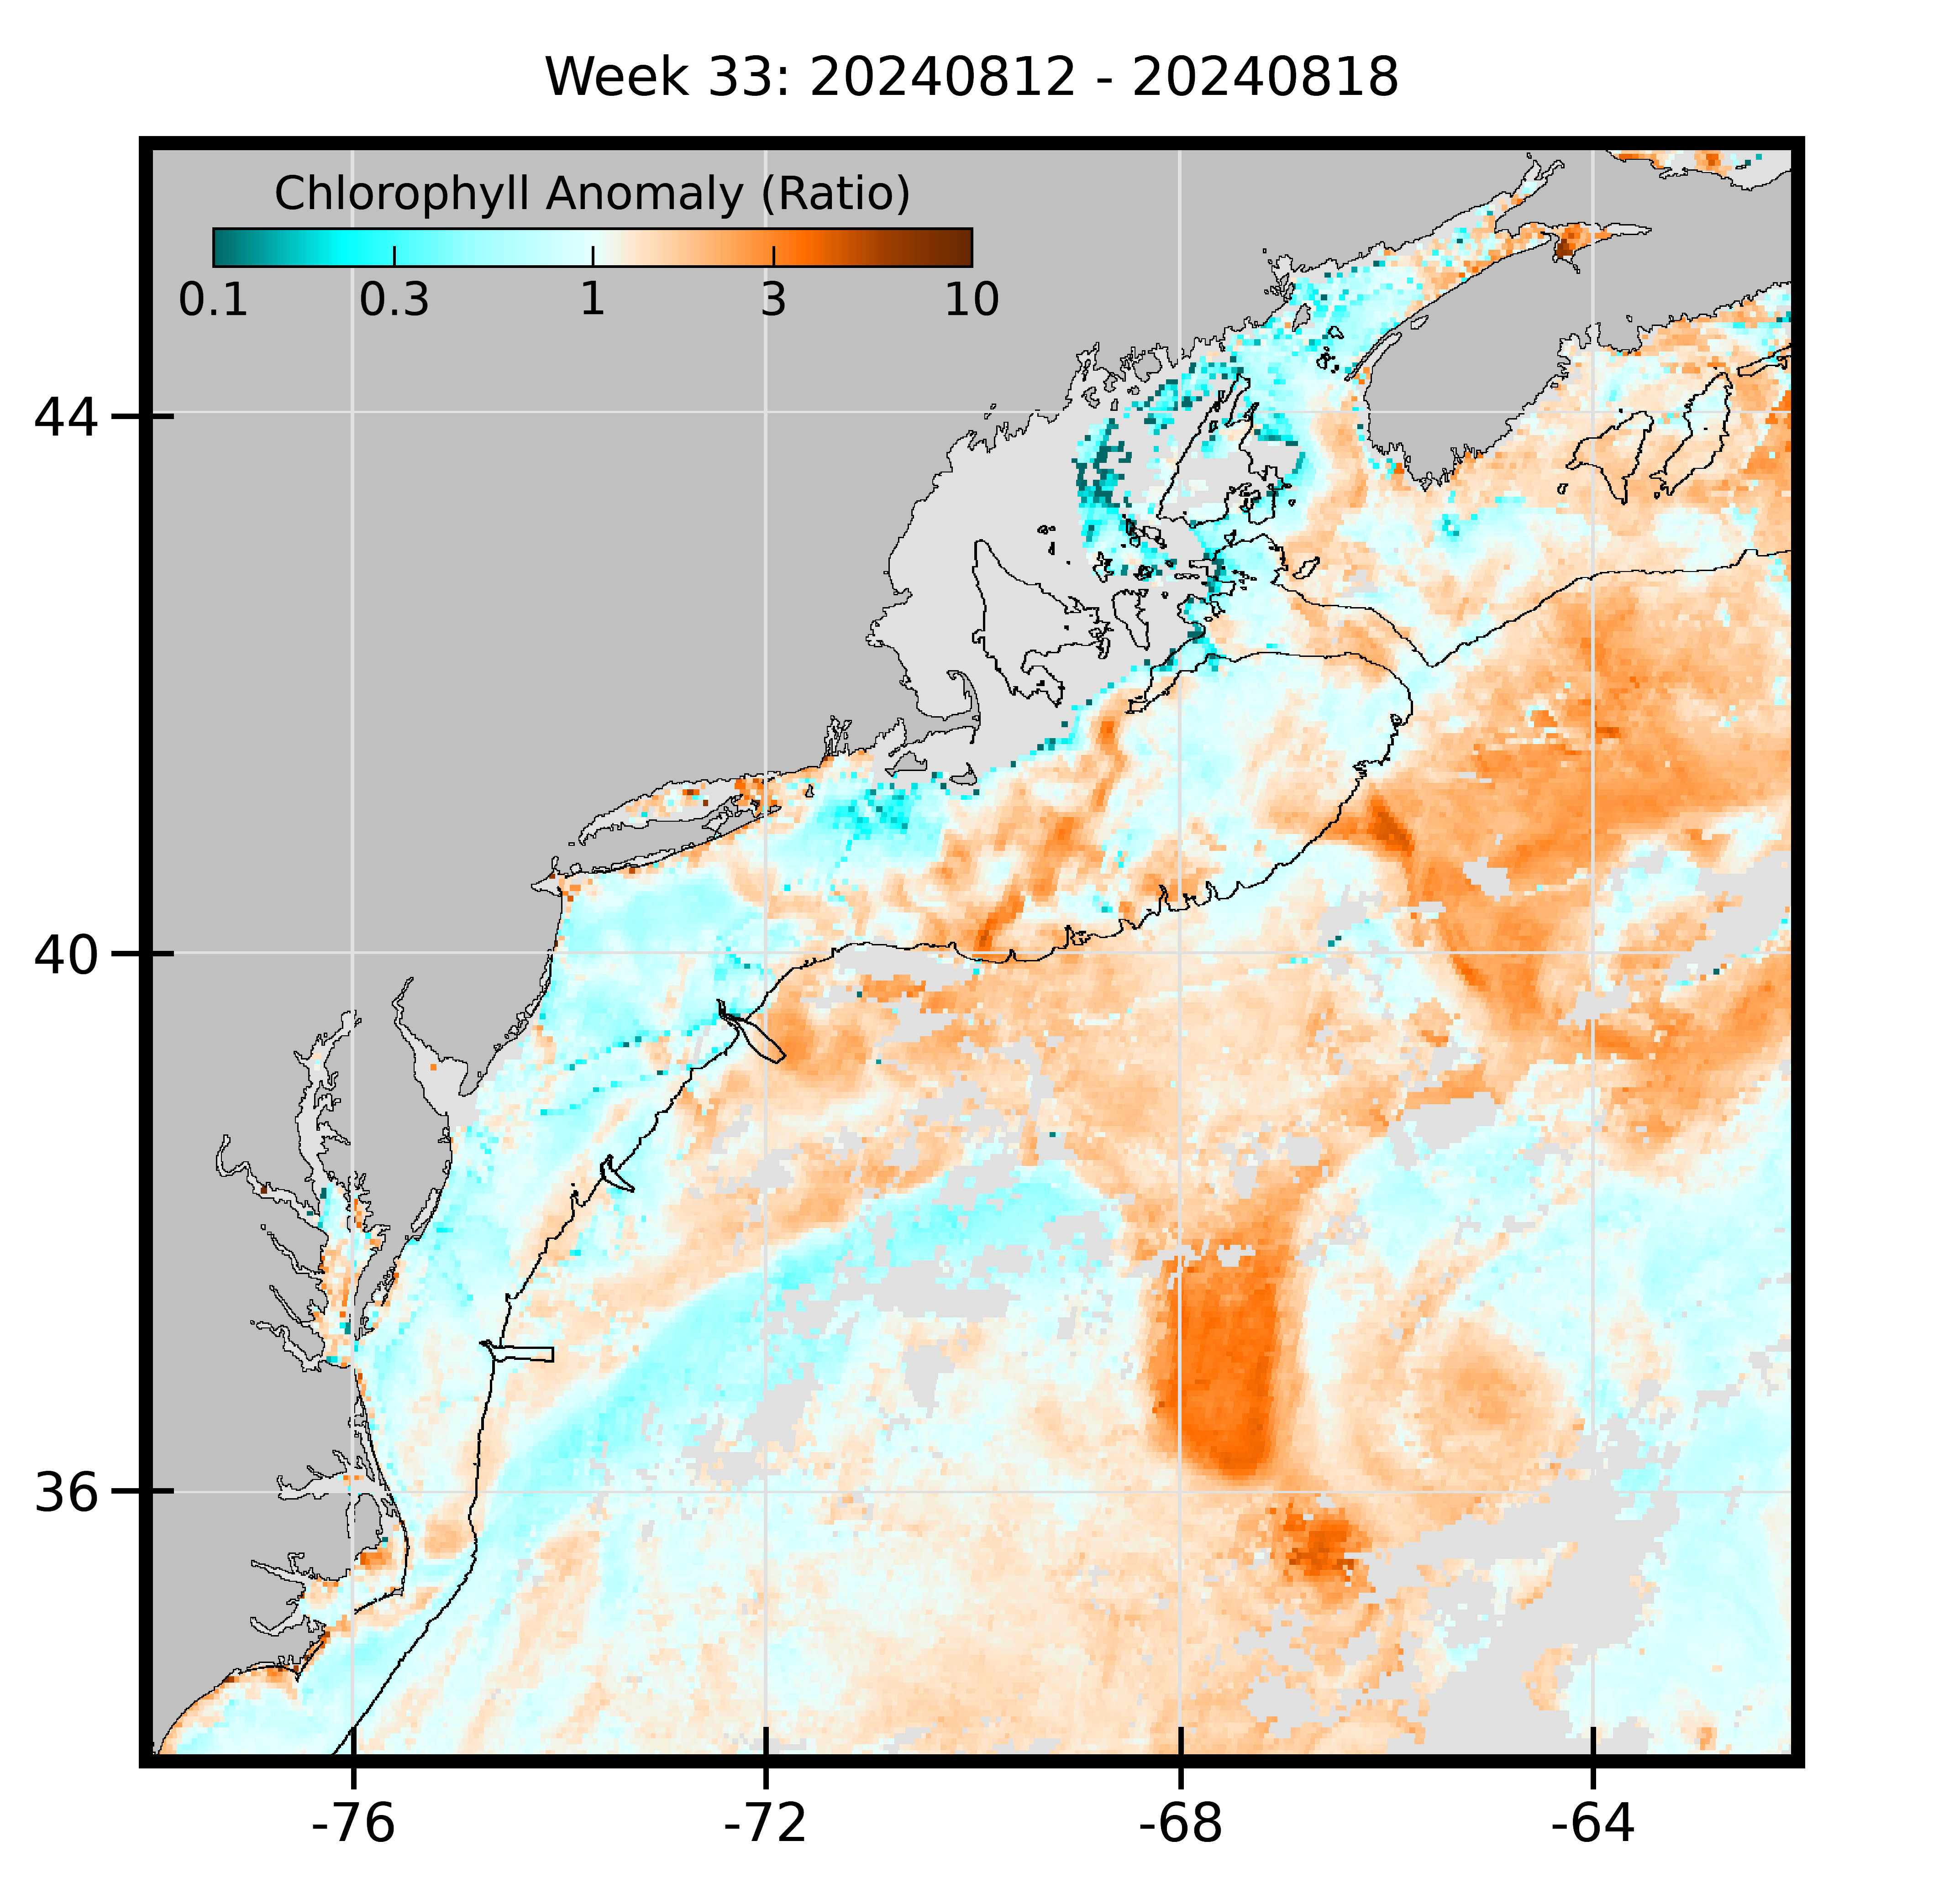 Week 33: 20240812 - 20240818
Chlorophyll Anomaly (Ratio)
0.1 0.3 1 3 10
44
40
36
-76 -72 -68 -64